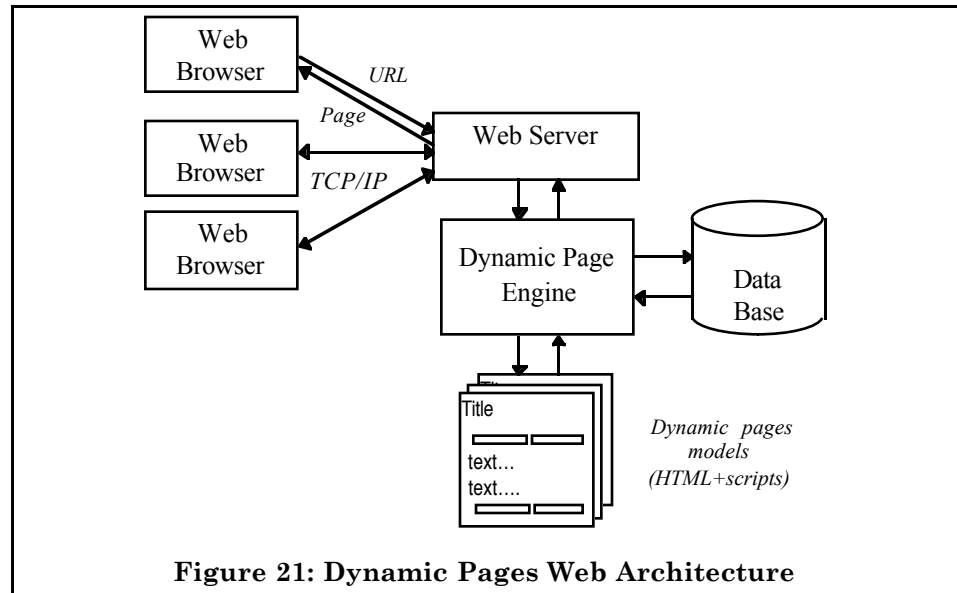 Web
Browser
URL
Page
Web
Browser
Web Server
TCP/IP
Web
Browser
Dynamic Page
Engine
Data
Base
Title
text…
text….
Dynamic pages
models
(HTML+scripts)
Figure 21: Dynamic Pages Web Architecture